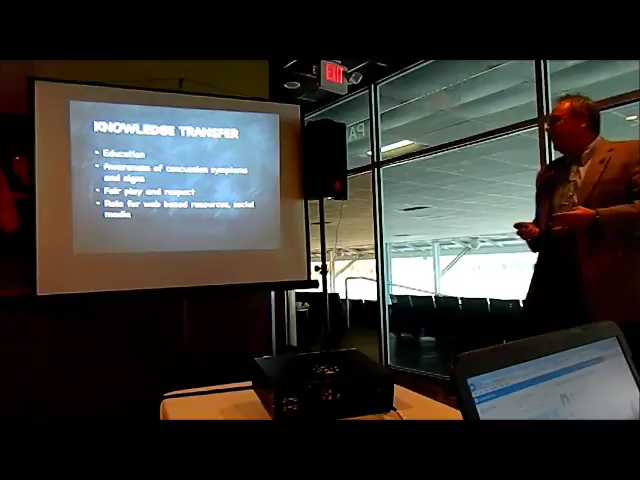 EXIT
KNOWLEDGE TRANSFER
• Education
• Awareness of concussion symptoms
and signs
• Fair play and respect
• Role for web based resources, social
media
PA